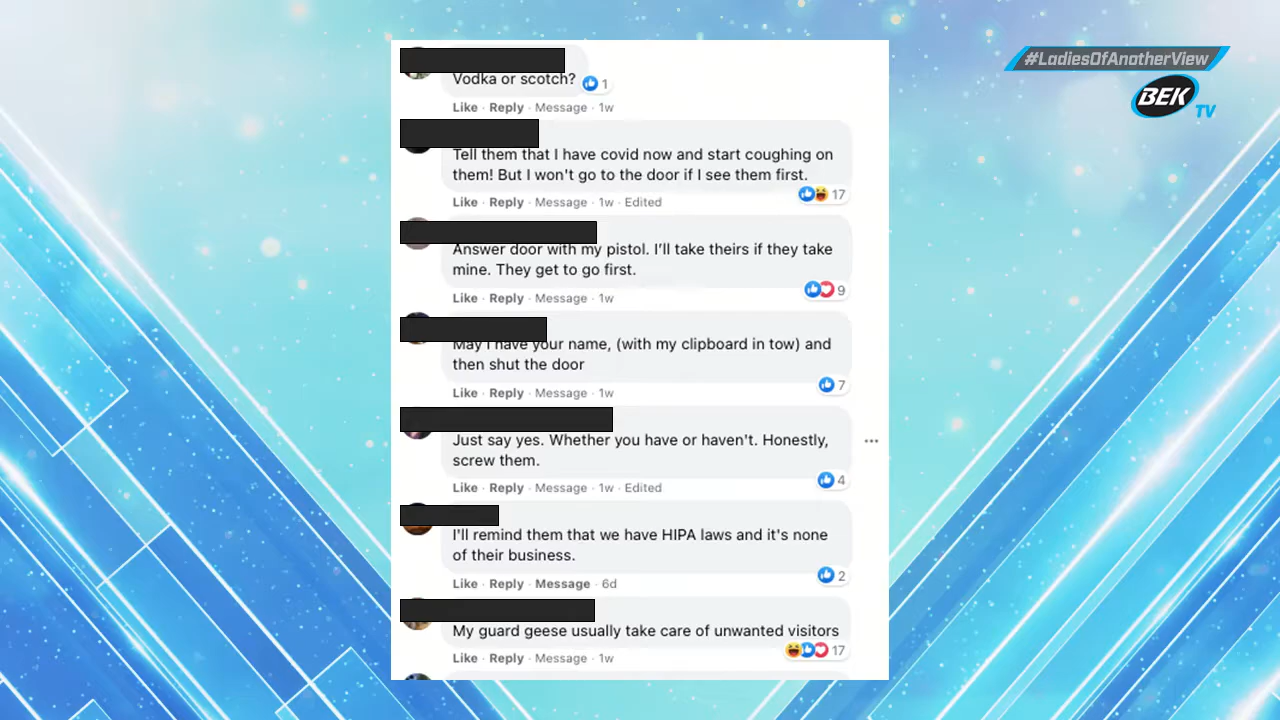 #LadiesOfAnotherView
BEK TV
Vodka or scotch?
1
Like · Reply · Message · 1w
Tell them that I have covid now and start coughing on
them! But I won't go to the door if I see them first.
17
Like · Reply · Message · 1w · Edited
Answer door with my pistol. I'll take theirs if they take
mine. They get to go first.
9
Like · Reply · Message · 1w
May I have your name, (with my clipboard in tow) and
then shut the door
7
Like · Reply · Message · 1w
Just say yes. Whether you have or haven't. Honestly,
screw them.
4
Like · Reply · Message · 1w · Edited
I'll remind them that we have HIPA laws and it's none
of their business.
2
Like · Reply · Message · 6d
My guard geese usually take care of unwanted visitors
17
Like · Reply · Message · 1w